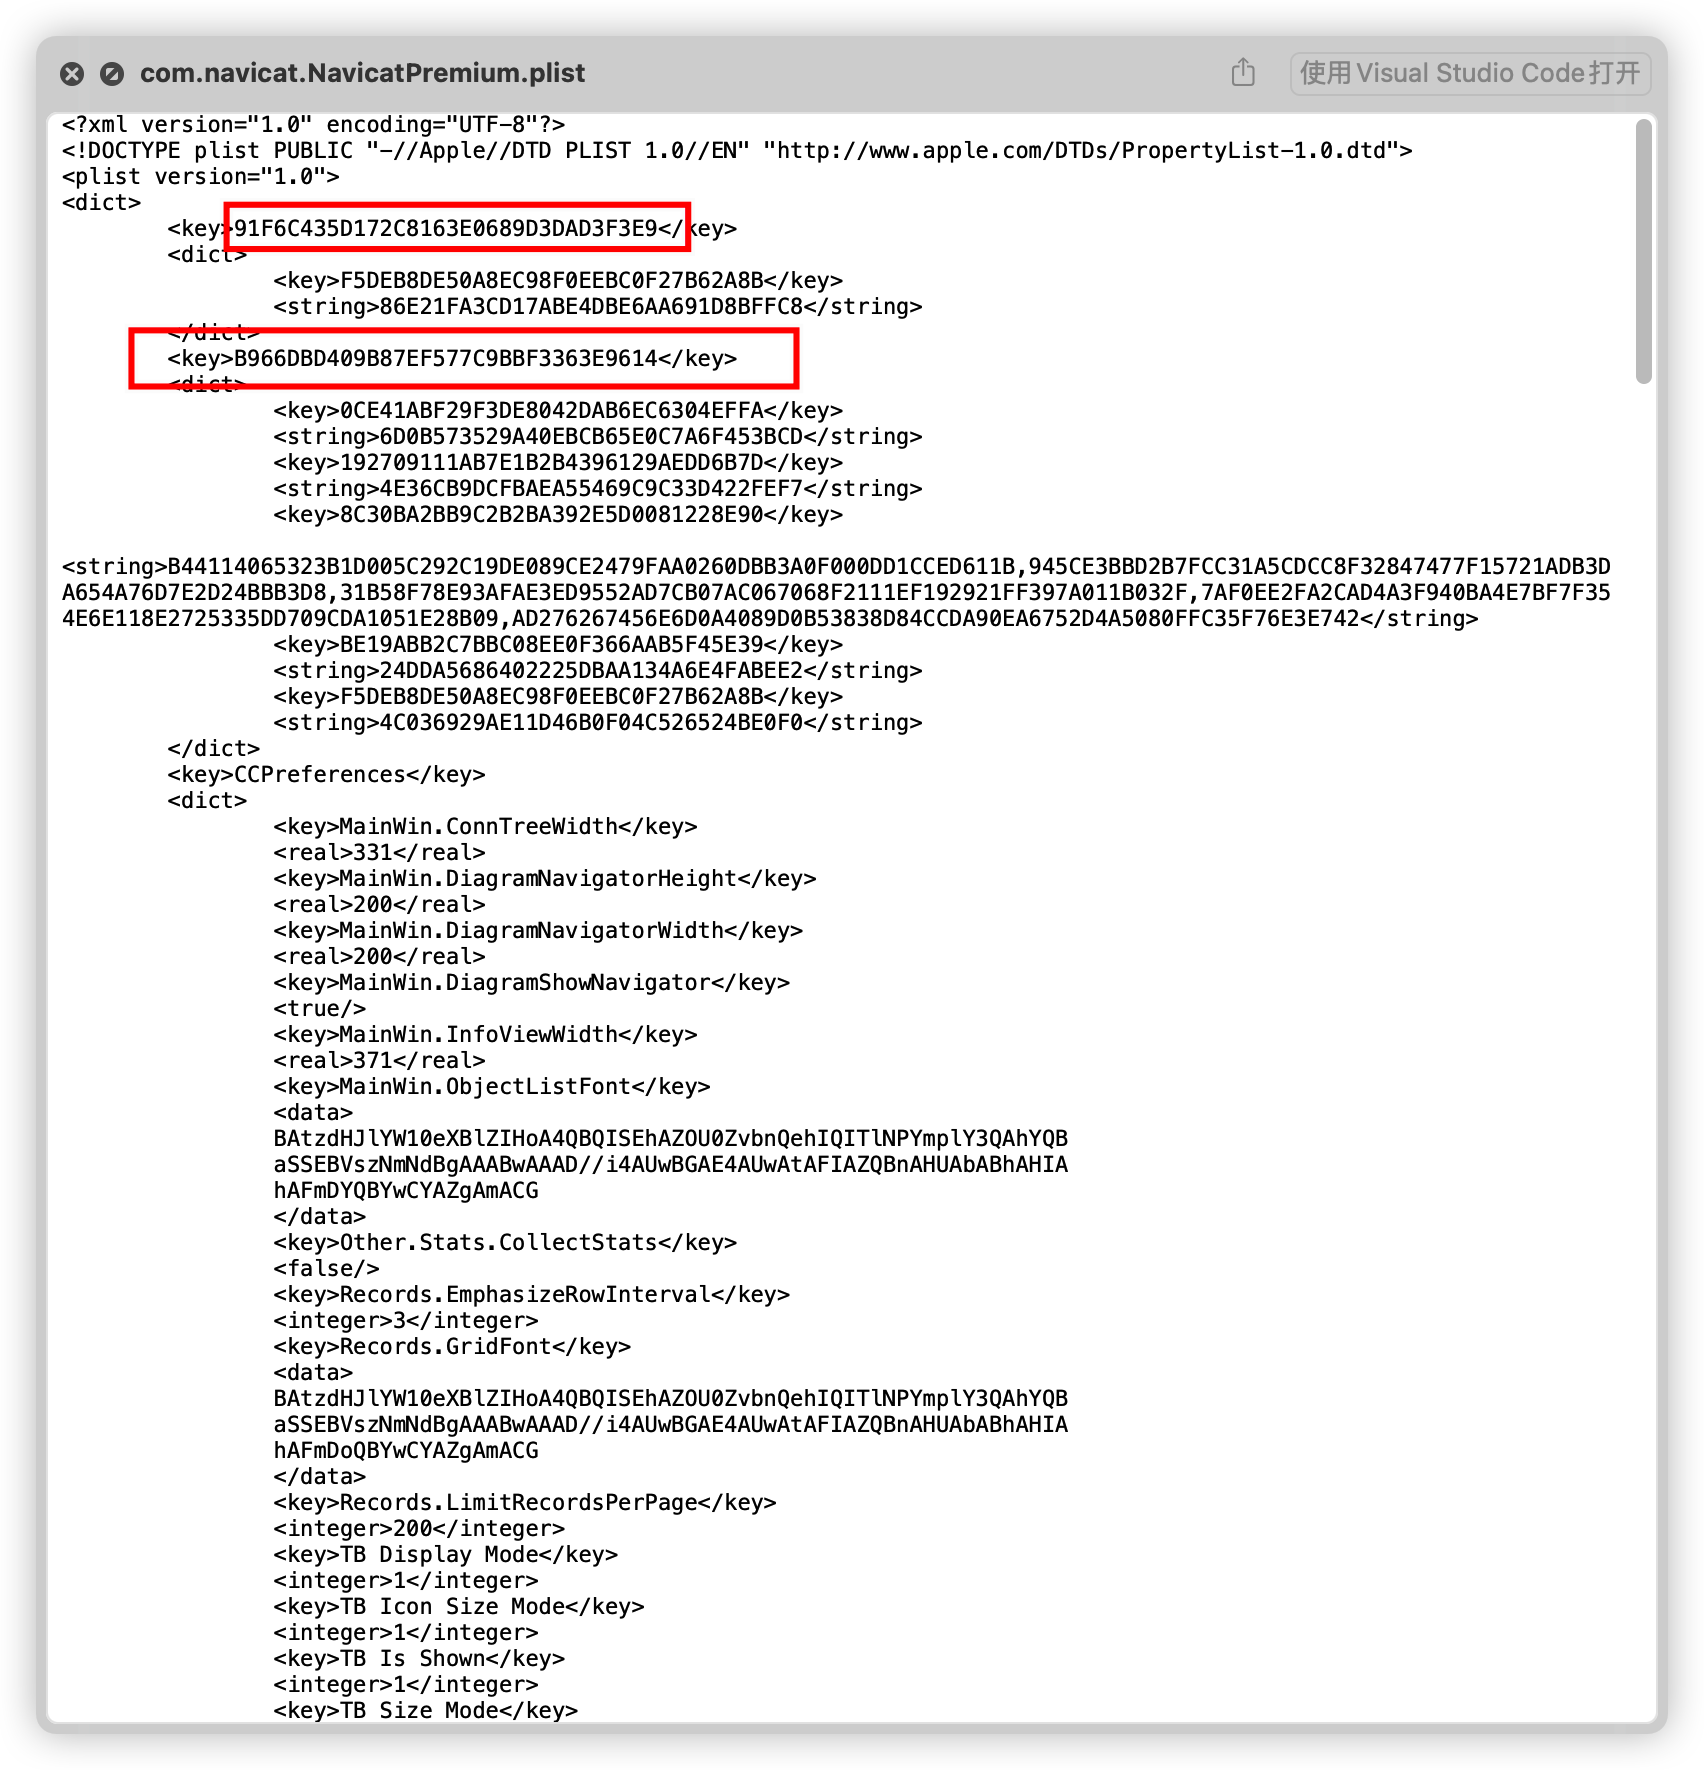 com.navicat.NavicatPremium.plist
使用Visual Studio Code打开
<?xml version="1.0" encoding="UTF-8"?>
<!DOCTYPE plist PUBLIC "-//Apple//DTD PLIST 1.0//EN" "http://www.apple.com/DTDs/PropertyList-1.0.dtd">
<plist version="1.0">
<dict>
<key>91F6C435D172C8163E0689D3DAD3F3E9</key>
<dict>
<key>F5DEB8DE50A8EC98F0EEBC0F27B62A8B</key>
<string>86E21FA3CD17ABE4DBE6AA691D8BFFC8</string>
</dict>
<key>B966DBD409B87EF577C9BBF3363E9614</key>
<dict>
<key>0CE41ABF29F3DE8042DAB6EC6304EFFA</key>
<string>6D0B573529A40EBCB65E0C7A6F453BCD</string>
<key>192709111AB7E1B2B4396129AEDD6B7D</key>
<string>4E36CB9DCFBAEA55469C9C33D422FEF7</string>
<key>8C30BA2BB9C2B2BA392E5D0081228E90</key>
<string>B44114065323B1D005C292C19DE089CE2479FAA0260DBB3A0F000DD1CCED611B,945CE3BBD2B7FCC31A5CDCC8F32847477F15721ADB3D
A654A76D7E2D24BBB3D8,31B58F78E93AFAE3ED9552AD7CB07AC067068F2111EF192921FF397A011B032F,7AF0EE2FA2CAD4A3F940BA4E7BF7F35
4E6E118E2725335DD709CDA1051E28B09,AD276267456E6D0A4089D0B53838D84CCDA90EA6752D4A5080FFC35F76E3E742</string>
<key>BE19ABB2C7BBC08EE0F366AAB5F45E39</key>
<string>24DDA5686402225DBAA134A6E4FABEE2</string>
<key>F5DEB8DE50A8EC98F0EEBC0F27B62A8B</key>
<string>4C036929AE11D46B0F04C526524BE0F0</string>
</dict>
<key>CCPreferences</key>
<dict>
<key>MainWin.ConnTreeWidth</key>
<real>331</real>
<key>MainWin.DiagramNavigatorHeight</key>
<real>200</real>
<key>MainWin.DiagramNavigatorWidth</key>
<real>200</real>
<key>MainWin.DiagramShowNavigator</key>
<true/>
<key>MainWin.InfoViewWidth</key>
<real>371</real>
<key>MainWin.ObjectListFont</key>
<data>
BAtzdHJlYW10eXBlZIHoA4QBQISEhAZOU0ZvbnQehIQITlNPYmplY3QAhYQB
aSSEBVszNmNdBgAAABwAAAD//i4AUwBGAE4AUwAtAFIAZQBnAHUAbABhAHIA
hAFmDYQBYwCYAZgAmACG
</data>
<key>Other.Stats.CollectStats</key>
<false/>
<key>Records.EmphasizeRowInterval</key>
<integer>3</integer>
<key>Records.GridFont</key>
<data>
BAtzdHJlYW10eXBlZIHoA4QBQISEhAZOU0ZvbnQehIQITlNPYmplY3QAhYQB
aSSEBVszNmNdBgAAABwAAAD//i4AUwBGAE4AUwAtAFIAZQBnAHUAbABhAHIA
hAFmDoQBYwCYAZgAmACG
</data>
<key>Records.LimitRecordsPerPage</key>
<integer>200</integer>
<key>TB Display Mode</key>
<integer>1</integer>
<key>TB Icon Size Mode</key>
<integer>1</integer>
<key>TB Is Shown</key>
<integer>1</integer>
<key>TB Size Mode</key>